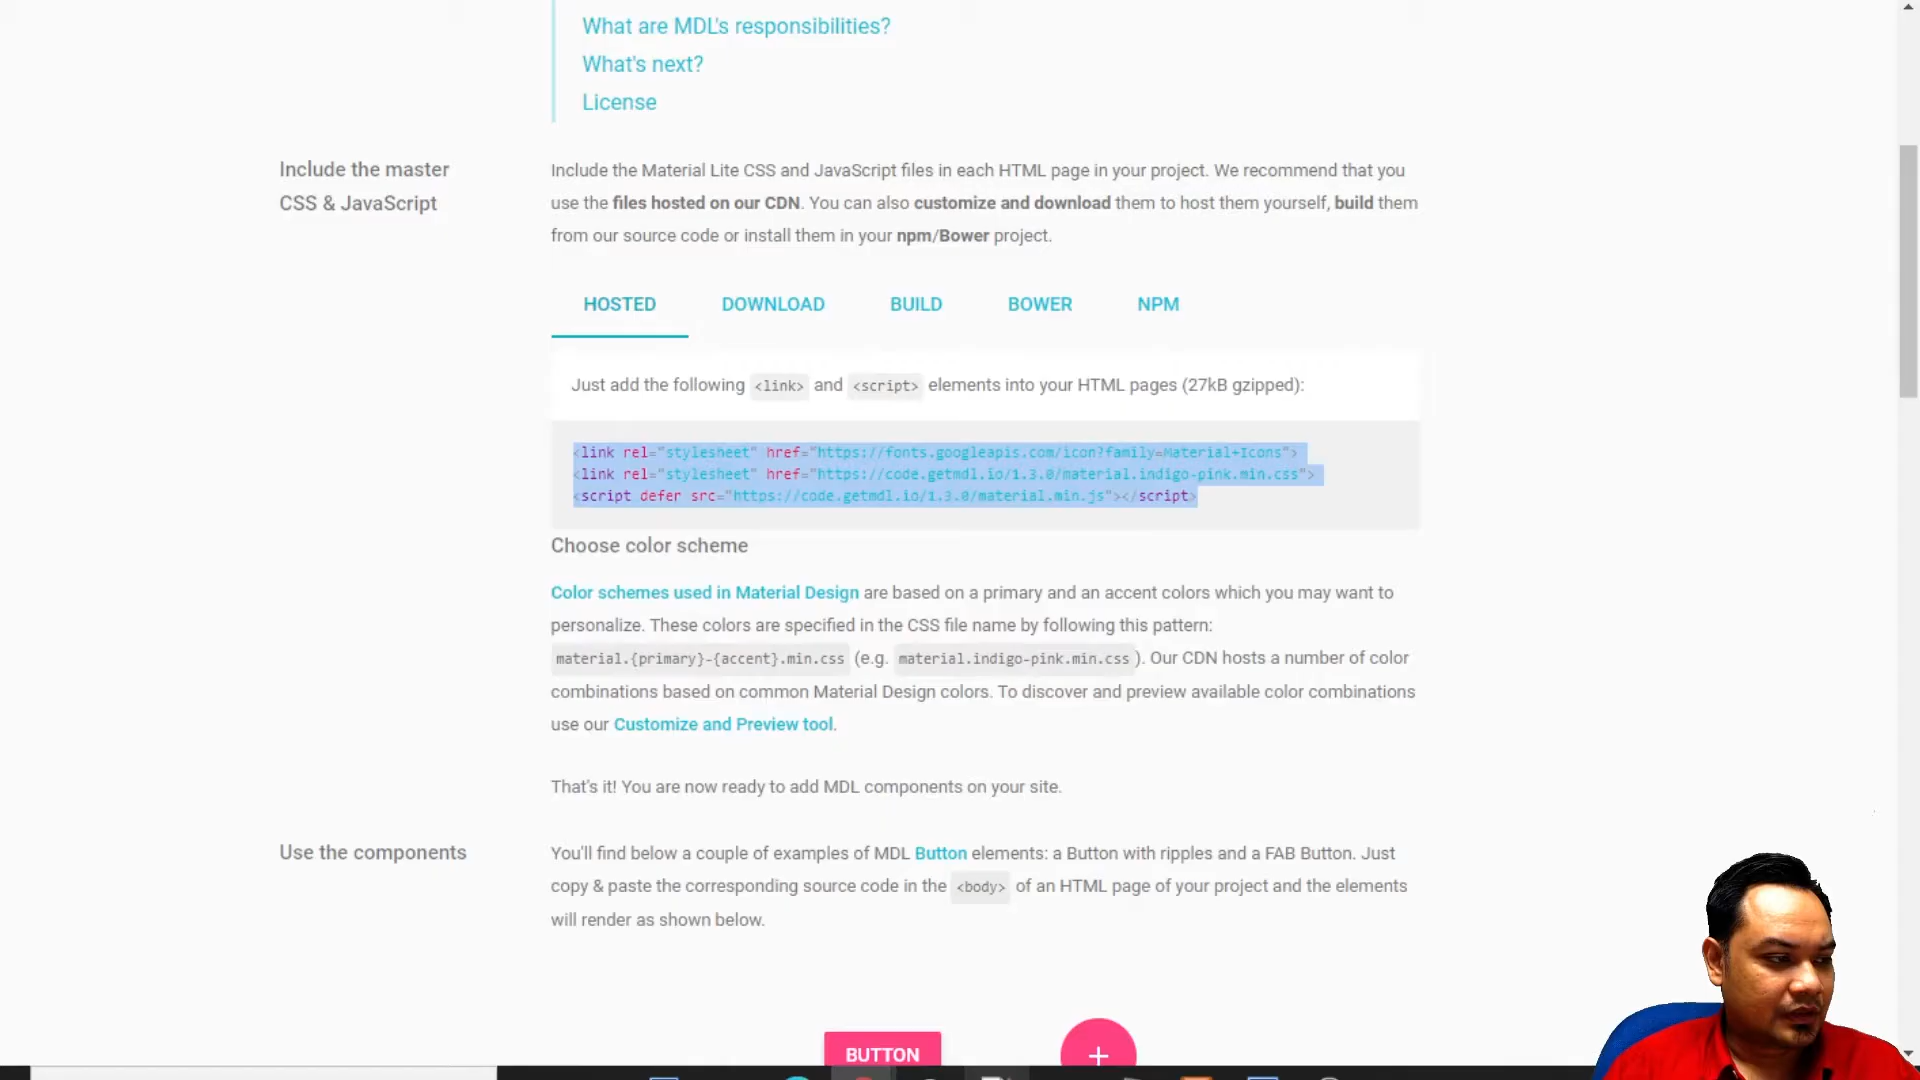 What are MDL's responsibilities?
What's next?
License
Include the master
CSS & JavaScript
Include the Material Lite CSS and JavaScript files in each HTML page in your project. We recommend that you
use the files hosted on our CDN. You can also customize and download them to host them yourself, build them
from our source code or install them in your npm/Bower project.
HOSTED DOWNLOAD BUILD BOWER NPM
Just add the following <link> and <script> elements into your HTML pages (27kB gzipped):
<link rel="stylesheet" href="https://fonts.googleapis.com/icon?family=Material+Icons">
<link rel="stylesheet" href="https://code.getmdl.io/1.3.0/material.indigo-pink.min.css">
<script defer src="https://code.getmdl.io/1.3.0/material.min.js"></script>
Choose color scheme
Color schemes used in Material Design are based on a primary and an accent colors which you may want to
personalize. These colors are specified in the CSS file name by following this pattern:
material.{primary}-{accent}.min.css (e.g. material.indigo-pink.min.css). Our CDN hosts a number of color
combinations based on common Material Design colors. To discover and preview available color combinations
use our Customize and Preview tool.
That's it! You are now ready to add MDL components on your site.
Use the components
You'll find below a couple of examples of MDL Button elements: a Button with ripples and a FAB Button. Just
copy & paste the corresponding source code in the <body> of an HTML page of your project and the elements
will render as shown below.
BUTTON +